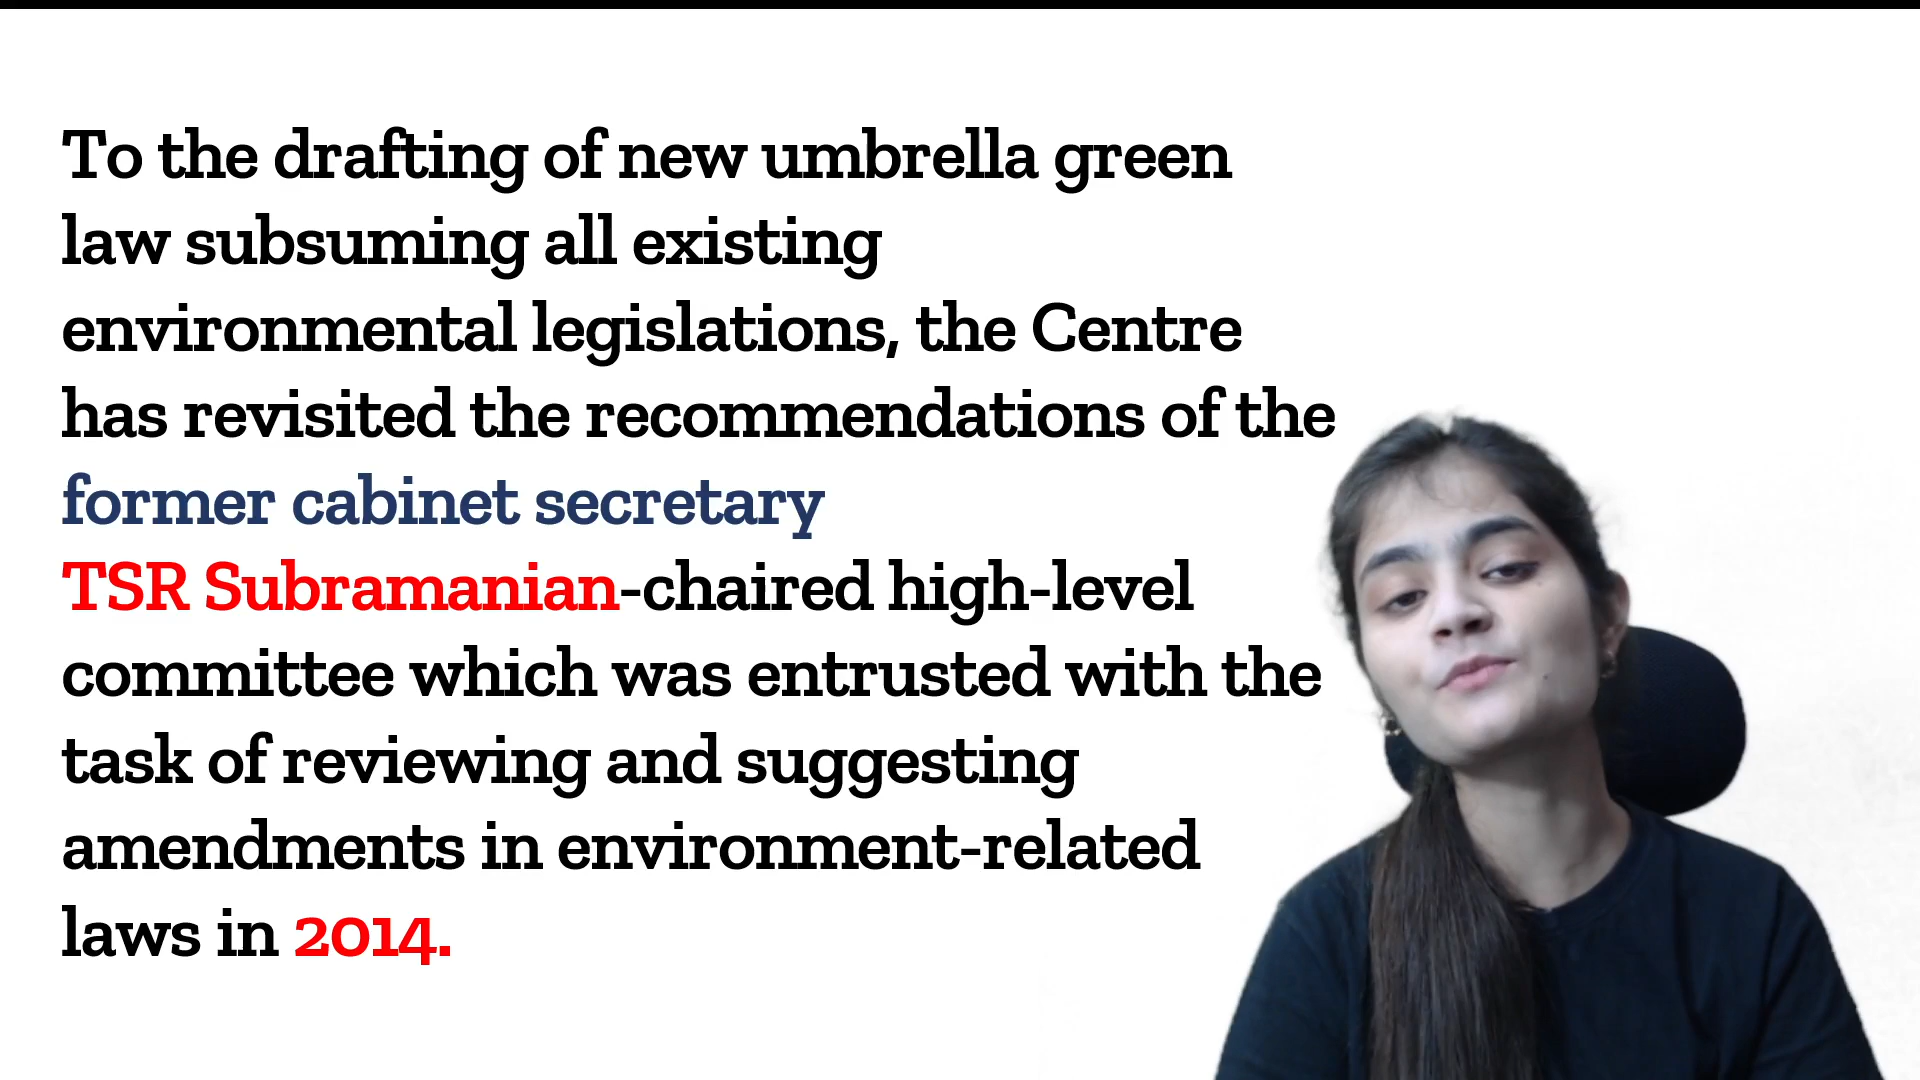 To the drafting of new umbrella green
law subsuming all existing
environmental legislations, the Centre
has revisited the recommendations of the
former cabinet secretary
TSR Subramanian-chaired high-level
committee which was entrusted with the
task of reviewing and suggesting
amendments in environment-related
laws in 2014.